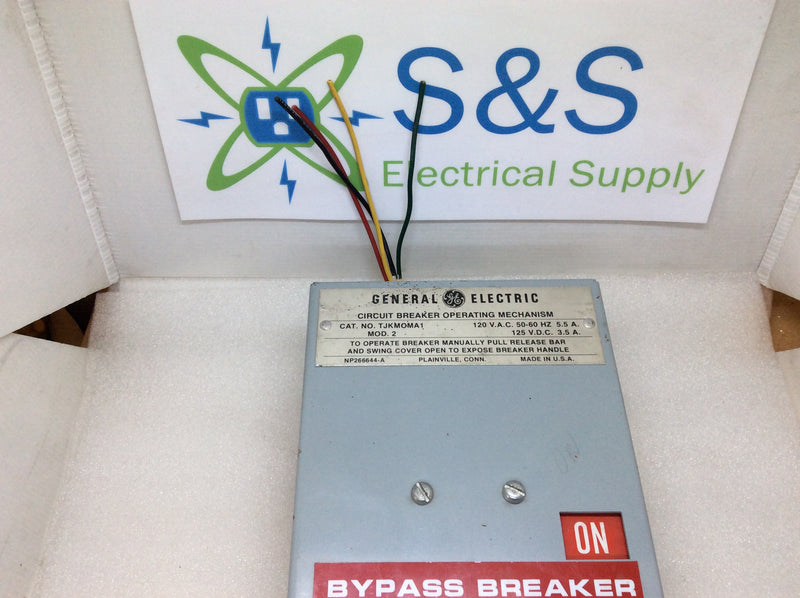 S&S
Electrical Supply
GENERAL GE ELECTRIC
CIRCUIT BREAKER OPERATING MECHANISM
CAT. NO. TJKMOMA1 120 V.A.C. 50-60 HZ 5.5 A.
MOD. 2 125 V.D.C. 3.5 A.
TO OPERATE BREAKER MANUALLY PULL RELEASE BAR
AND SWING COVER OPEN TO EXPOSE BREAKER HANDLE
NP266644-A PLAINVILLE, CONN. MADE IN U.S.A.
ON
BYPASS BREAKER